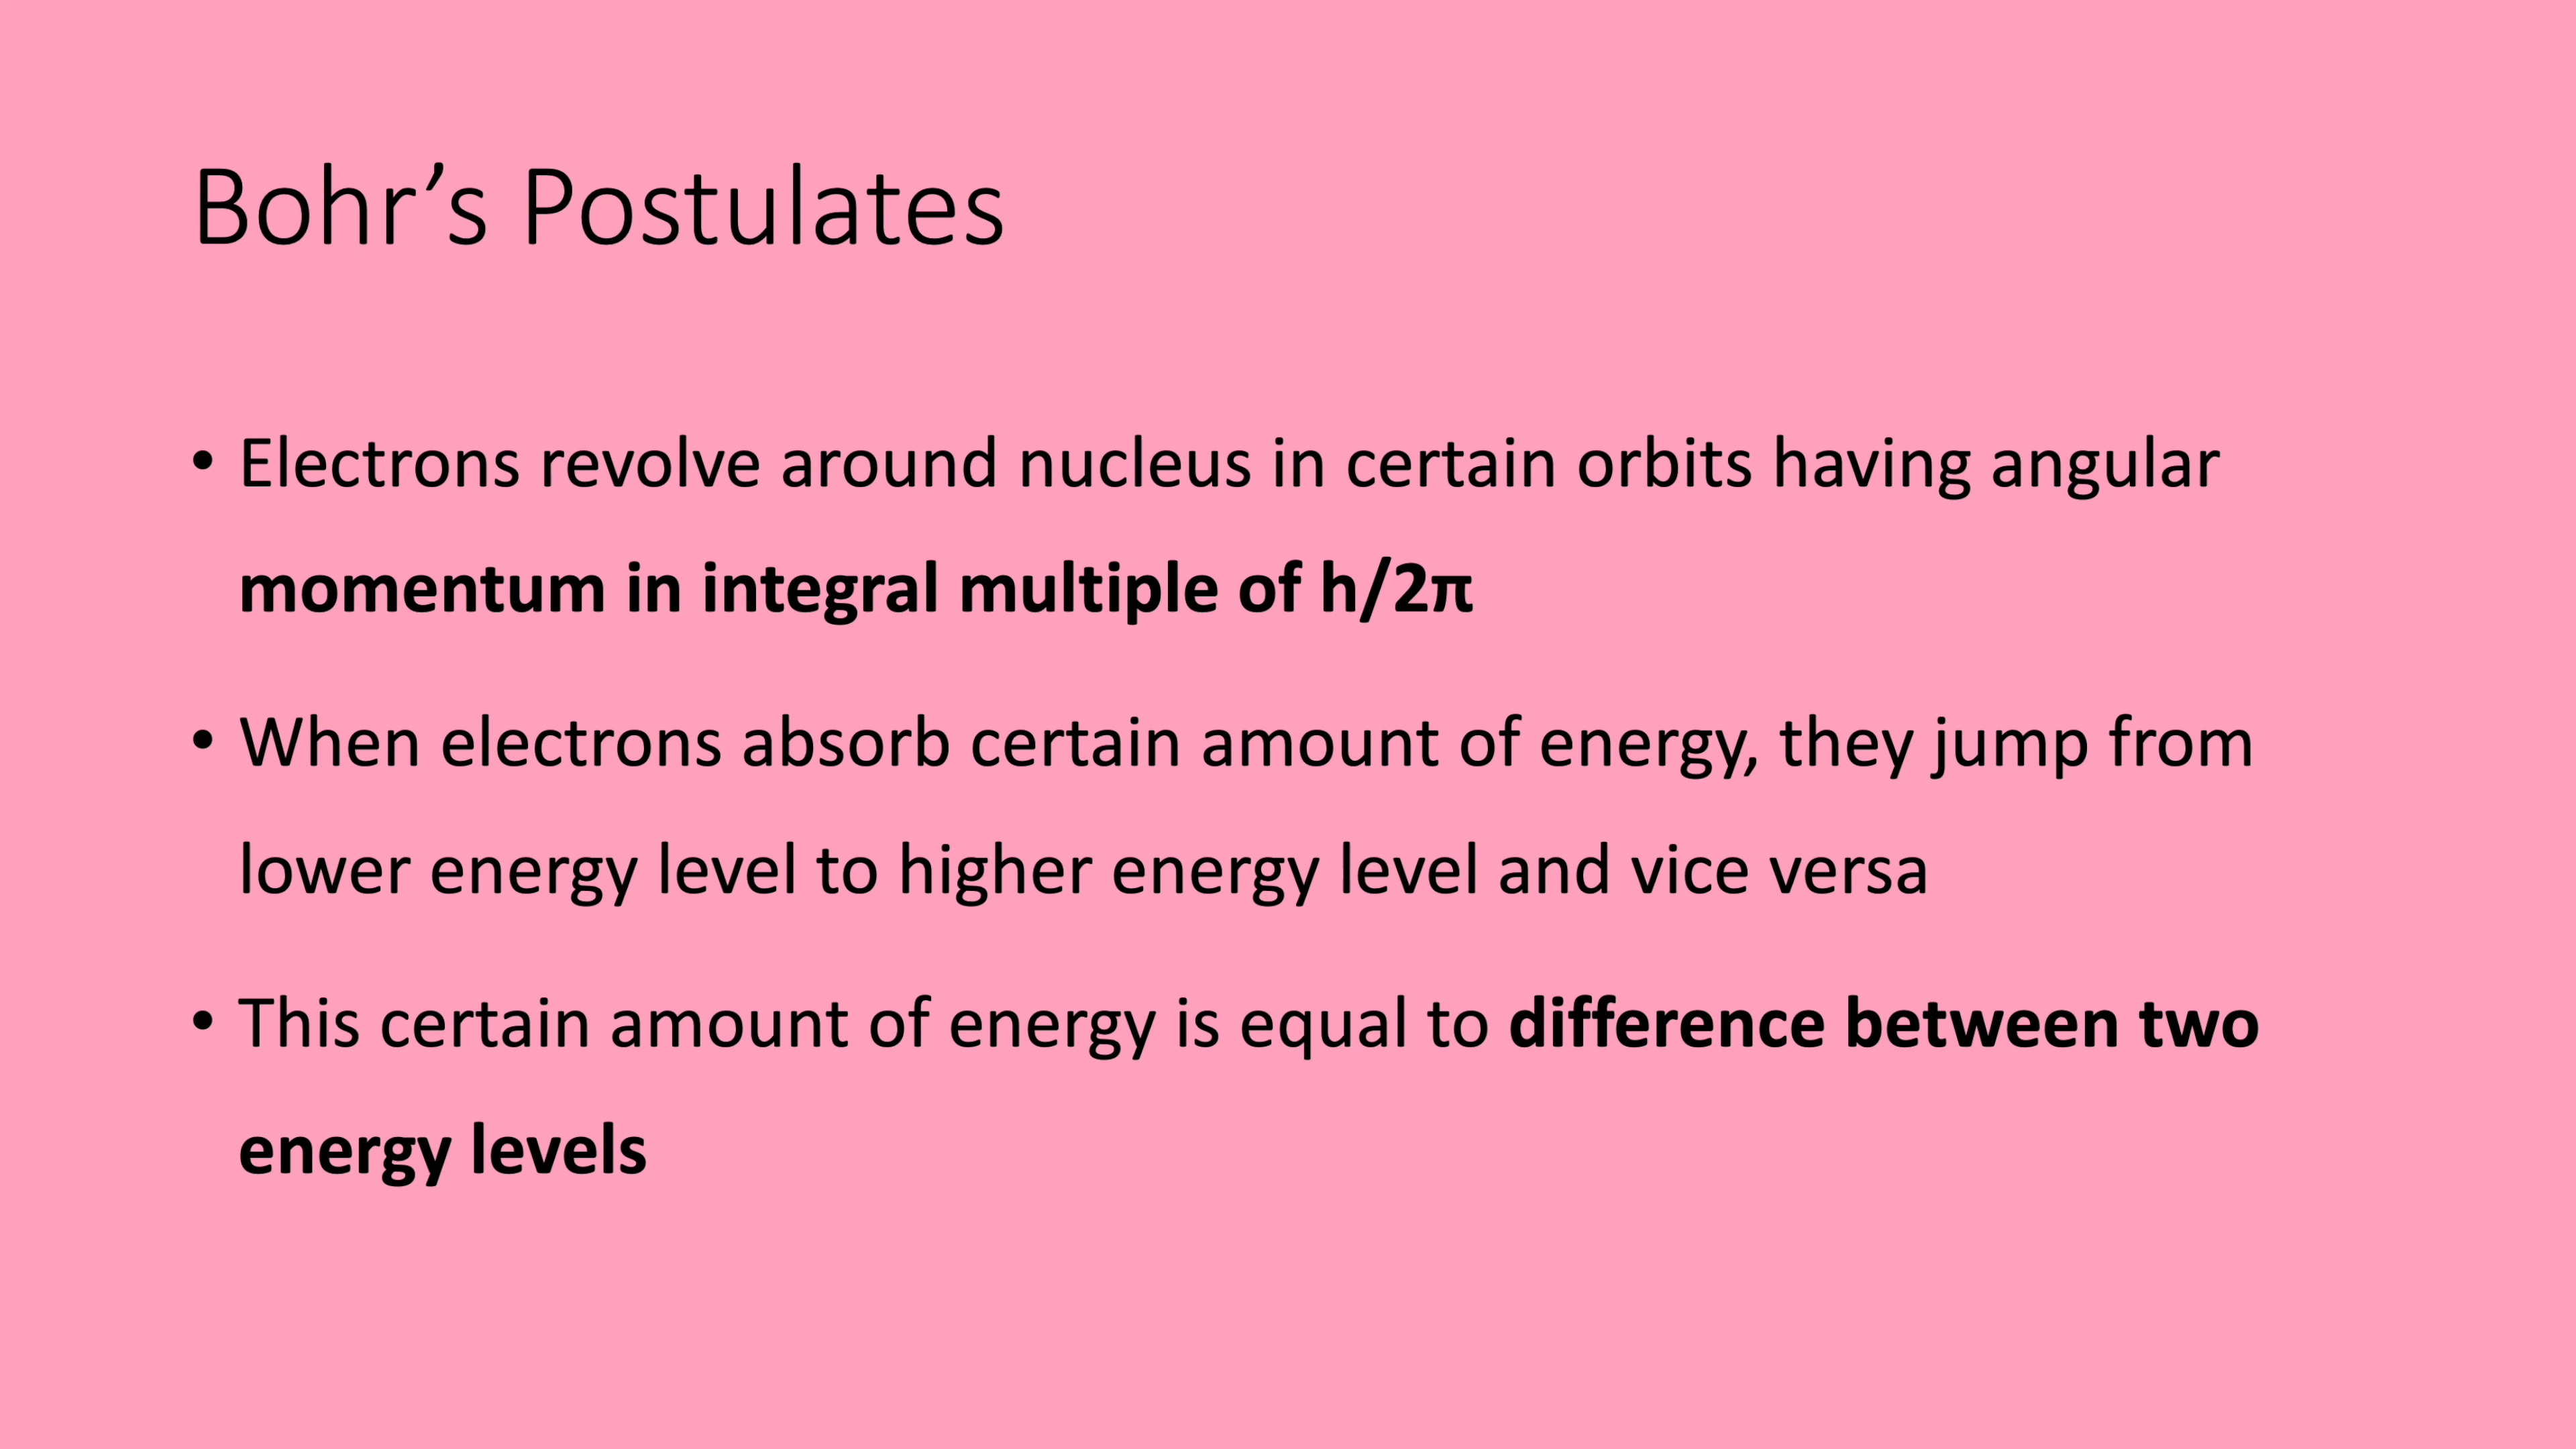 Bohr’s Postulates
• Electrons revolve around nucleus in certain orbits having angular
momentum in integral multiple of h/2π
• When electrons absorb certain amount of energy, they jump from
lower energy level to higher energy level and vice versa
• This certain amount of energy is equal to difference between two
energy levels